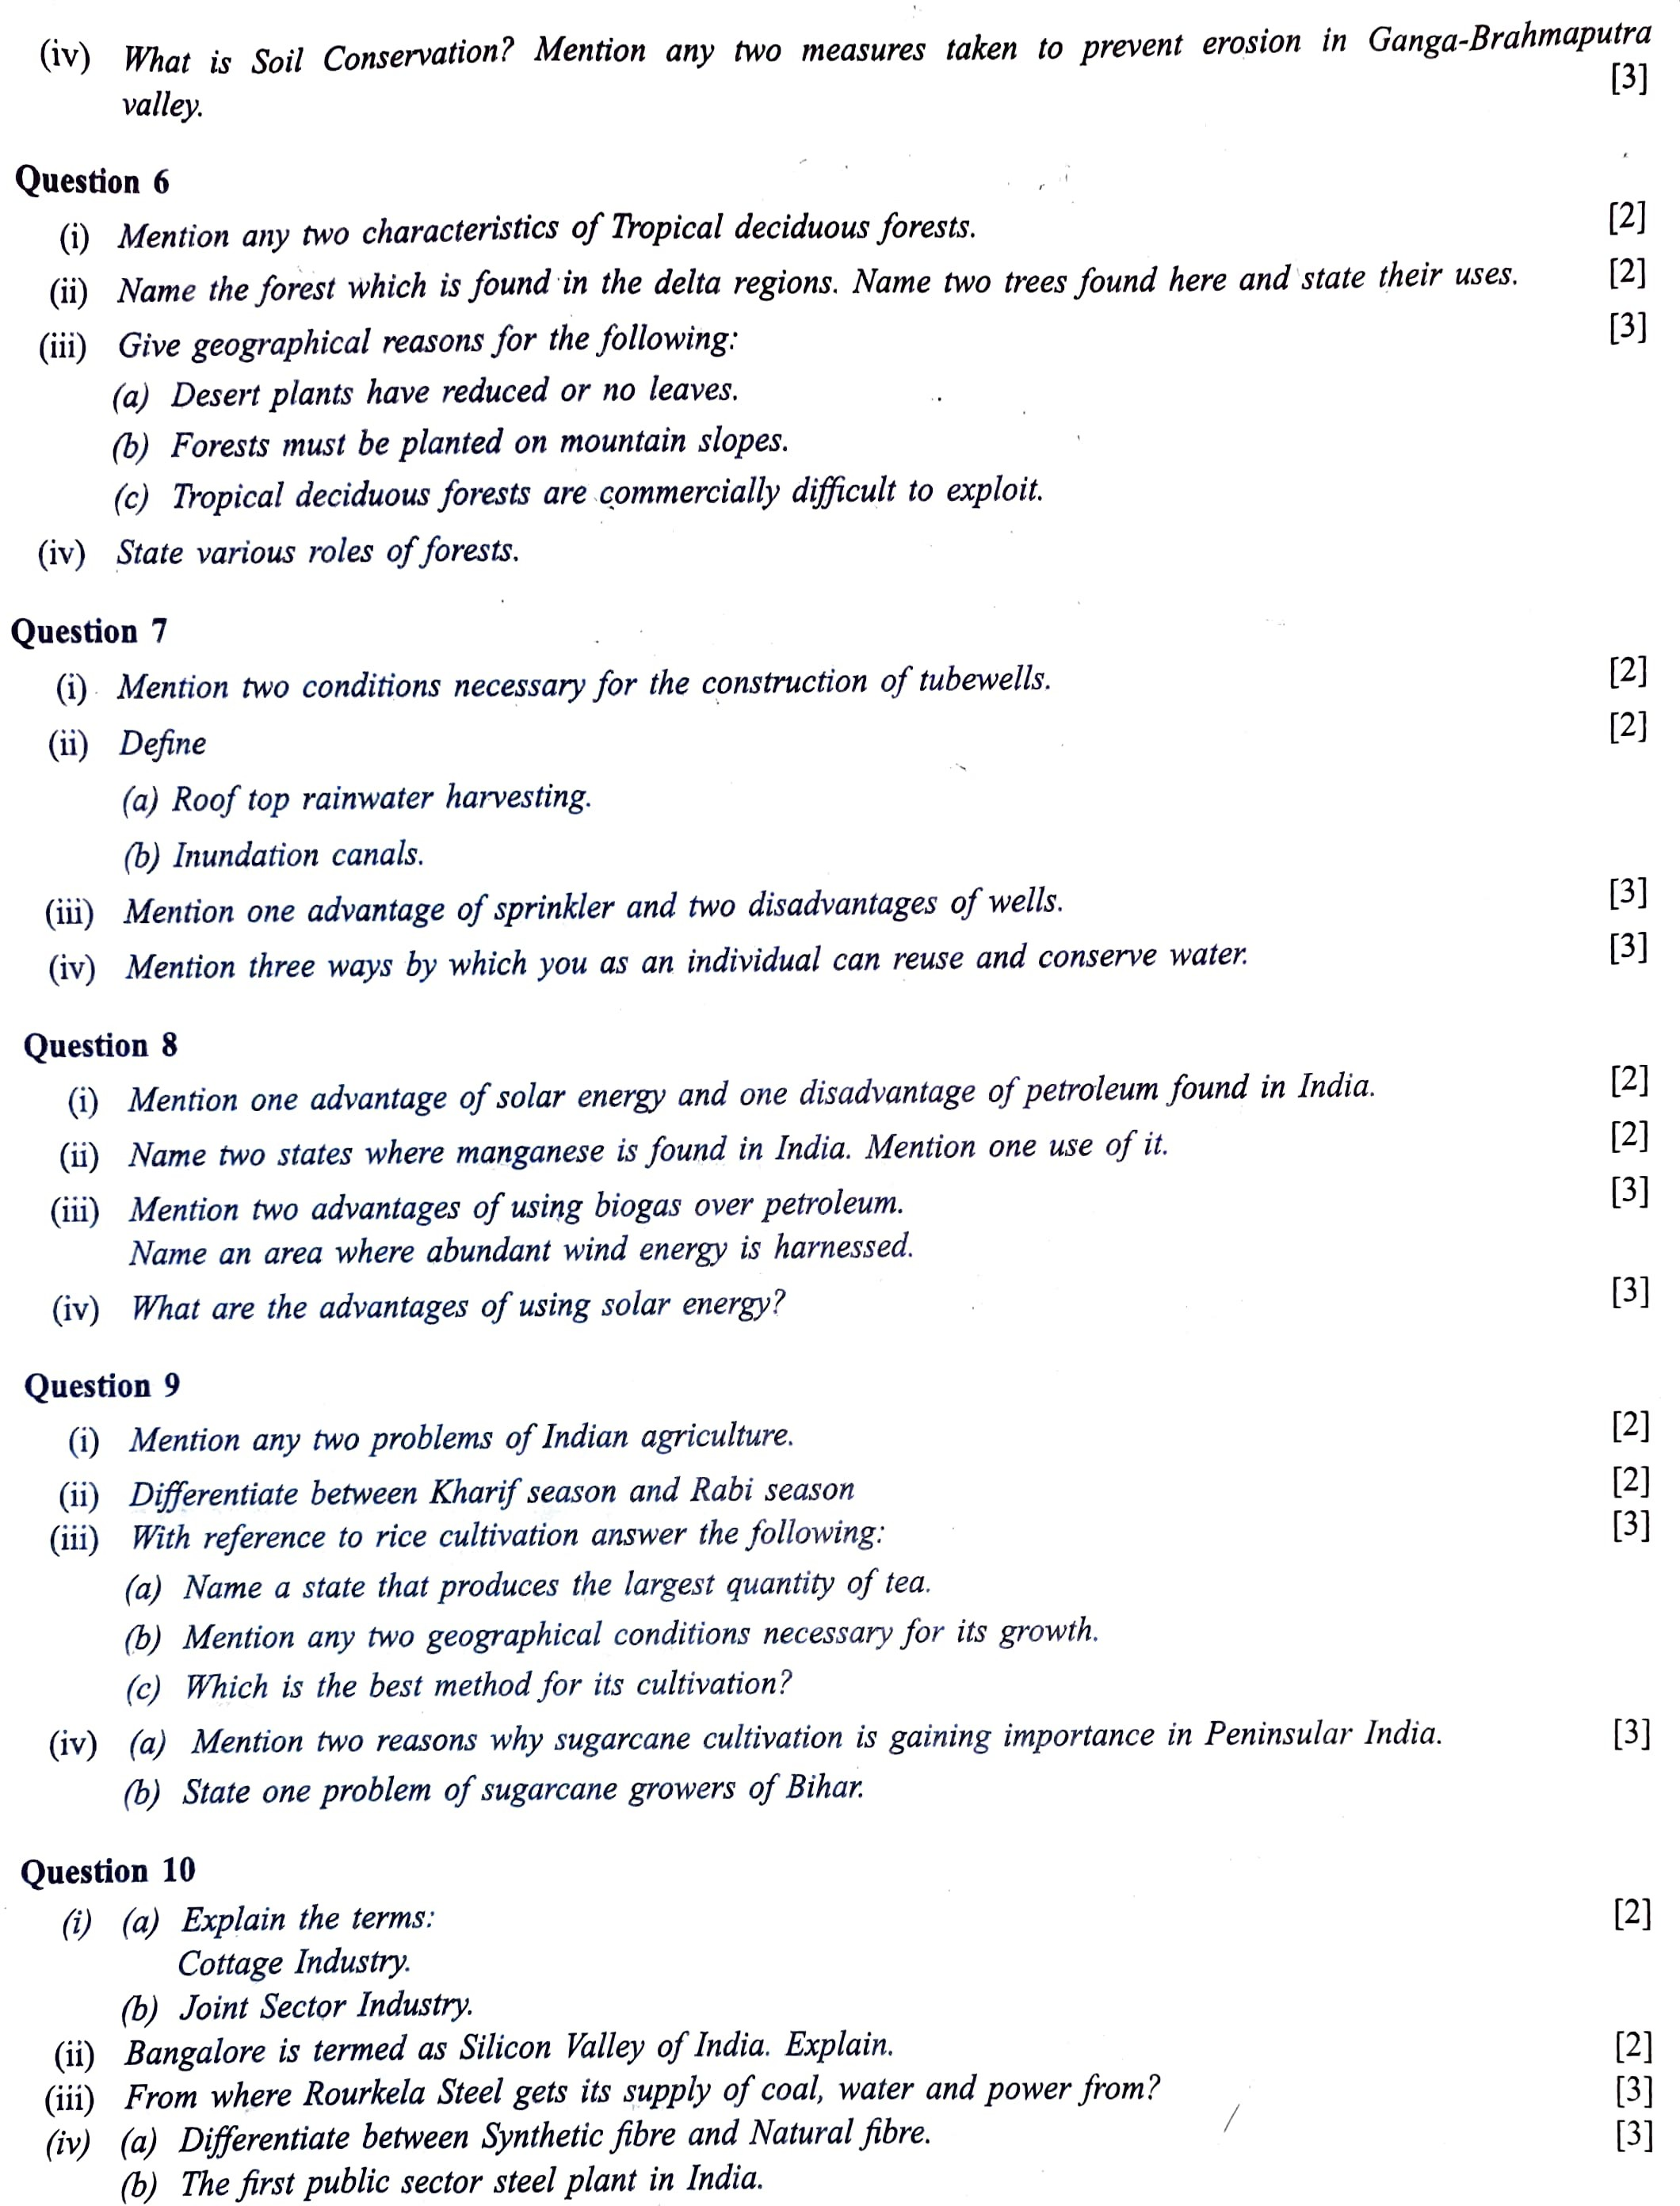 (iv) What is Soil Conservation? Mention any two measures taken to prevent erosion in Ganga-Brahmaputra
valley. [3]
Question 6
(i) Mention any two characteristics of Tropical deciduous forests. [2]
(ii) Name the forest which is found in the delta regions. Name two trees found here and state their uses. [2]
(iii) Give geographical reasons for the following: [3]
(a) Desert plants have reduced or no leaves.
(b) Forests must be planted on mountain slopes.
(c) Tropical deciduous forests are commercially difficult to exploit.
(iv) State various roles of forests.
Question 7
(i) Mention two conditions necessary for the construction of tubewells. [2]
(ii) Define [2]
(a) Roof top rainwater harvesting.
(b) Inundation canals.
(iii) Mention one advantage of sprinkler and two disadvantages of wells. [3]
(iv) Mention three ways by which you as an individual can reuse and conserve water. [3]
Question 8
(i) Mention one advantage of solar energy and one disadvantage of petroleum found in India. [2]
(ii) Name two states where manganese is found in India. Mention one use of it. [2]
(iii) Mention two advantages of using biogas over petroleum. [3]
Name an area where abundant wind energy is harnessed.
(iv) What are the advantages of using solar energy? [3]
Question 9
(i) Mention any two problems of Indian agriculture. [2]
(ii) Differentiate between Kharif season and Rabi season [2]
(iii) With reference to rice cultivation answer the following: [3]
(a) Name a state that produces the largest quantity of tea.
(b) Mention any two geographical conditions necessary for its growth.
(c) Which is the best method for its cultivation?
(iv) (a) Mention two reasons why sugarcane cultivation is gaining importance in Peninsular India. [3]
(b) State one problem of sugarcane growers of Bihar.
Question 10
(i) (a) Explain the terms: [2]
Cottage Industry.
(b) Joint Sector Industry.
(ii) Bangalore is termed as Silicon Valley of India. Explain. [2]
(iii) From where Rourkela Steel gets its supply of coal, water and power from? [3]
(iv) (a) Differentiate between Synthetic fibre and Natural fibre. [3]
(b) The first public sector steel plant in India.